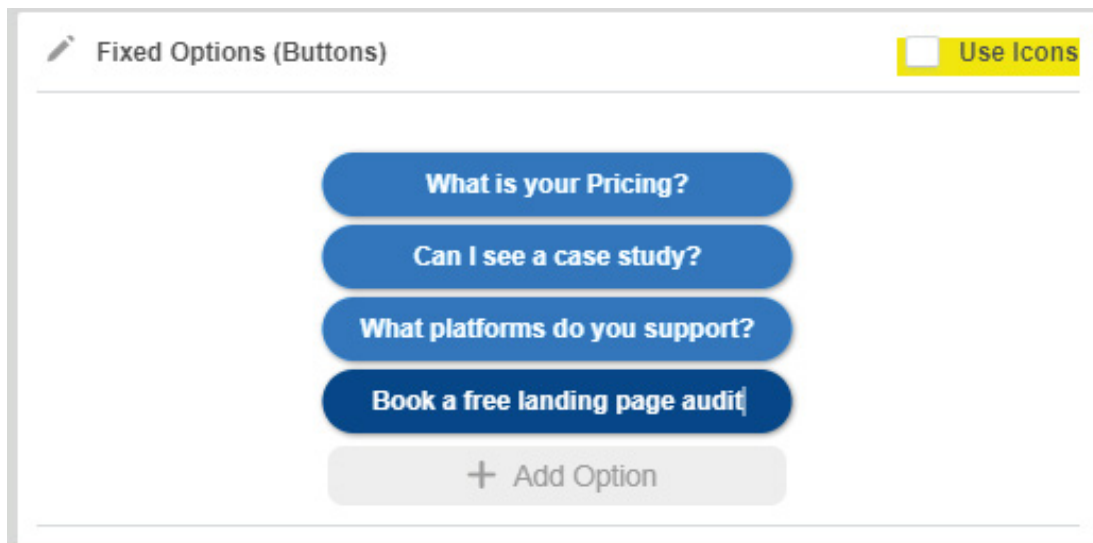 Fixed Options (Buttons)
Use Icons
What is your Pricing?
Can I see a case study?
What platforms do you support?
Book a free landing page audit
+ Add Option